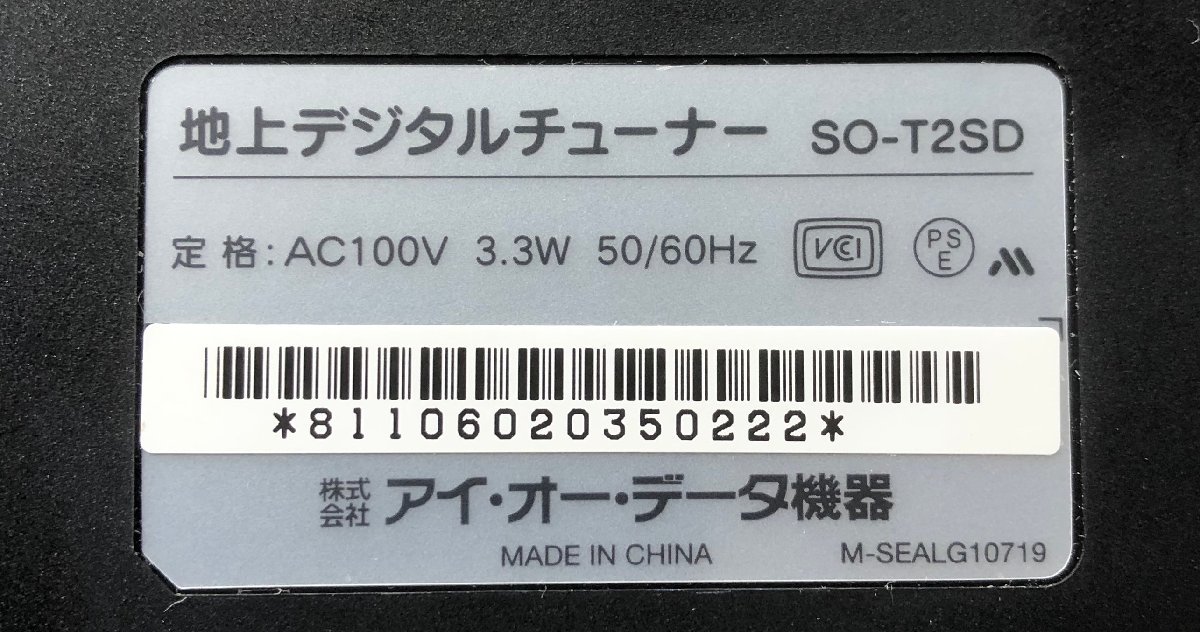 地上デジタルチューナー SO-T2SD
定格:AC100V 3.3W 50/60Hz VCCI PSE
*81106020350222*
株式会社 アイ・オー・データ機器
MADE IN CHINA M-SEALG10719